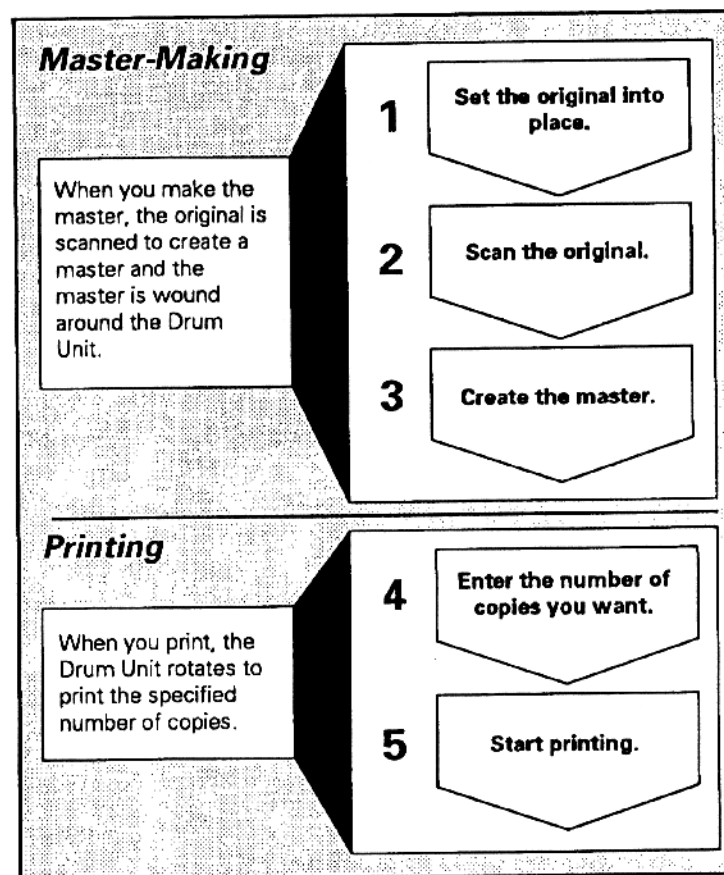 Master-Making
When you make the
master, the original is
scanned to create a
master and the
master is wound
around the Drum
Unit.
1
Set the original into
place.
2
Scan the original.
3
Create the master.
Printing
When you print, the
Drum Unit rotates to
print the specified
number of copies.
4
Enter the number of
copies you want.
5
Start printing.